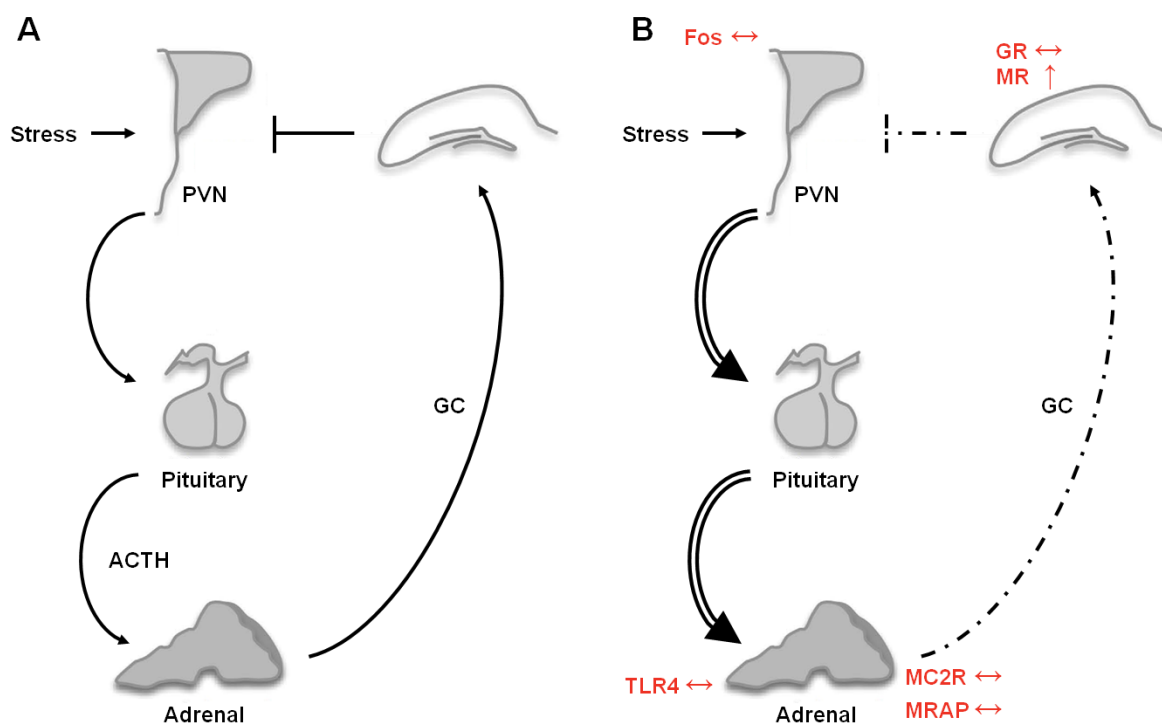 A
Stress
PVN
Pituitary
ACTH
GC
Adrenal
B
Fos ↔
GR ↔
MR ↑
Stress
PVN
Pituitary
GC
TLR4 ↔
MC2R ↔
MRAP ↔
Adrenal